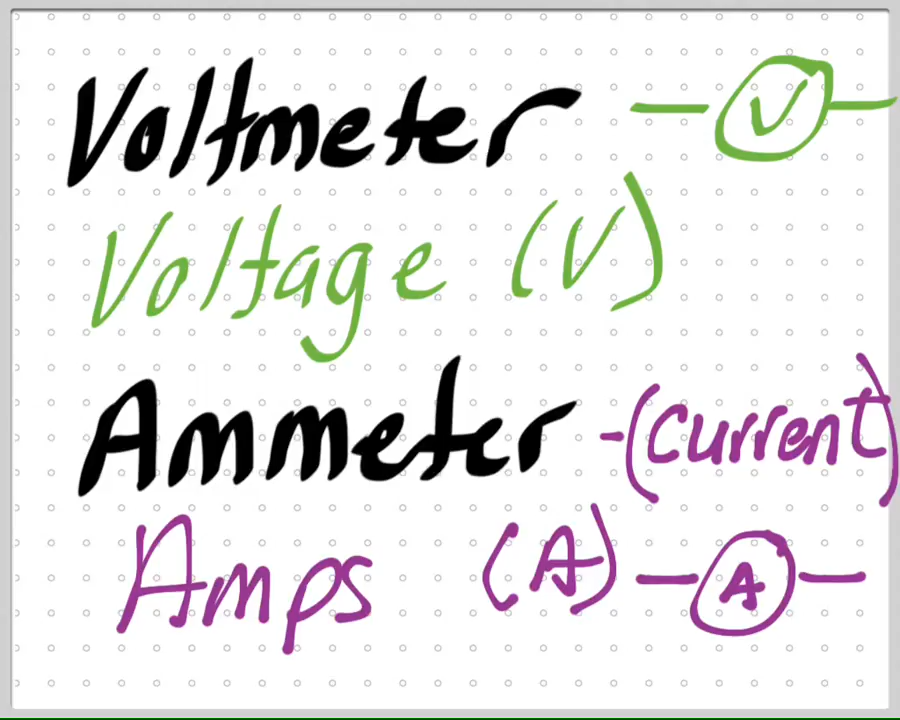 Voltmeter V
Voltage (V)
Ammeter -(current)
Amps (A) A